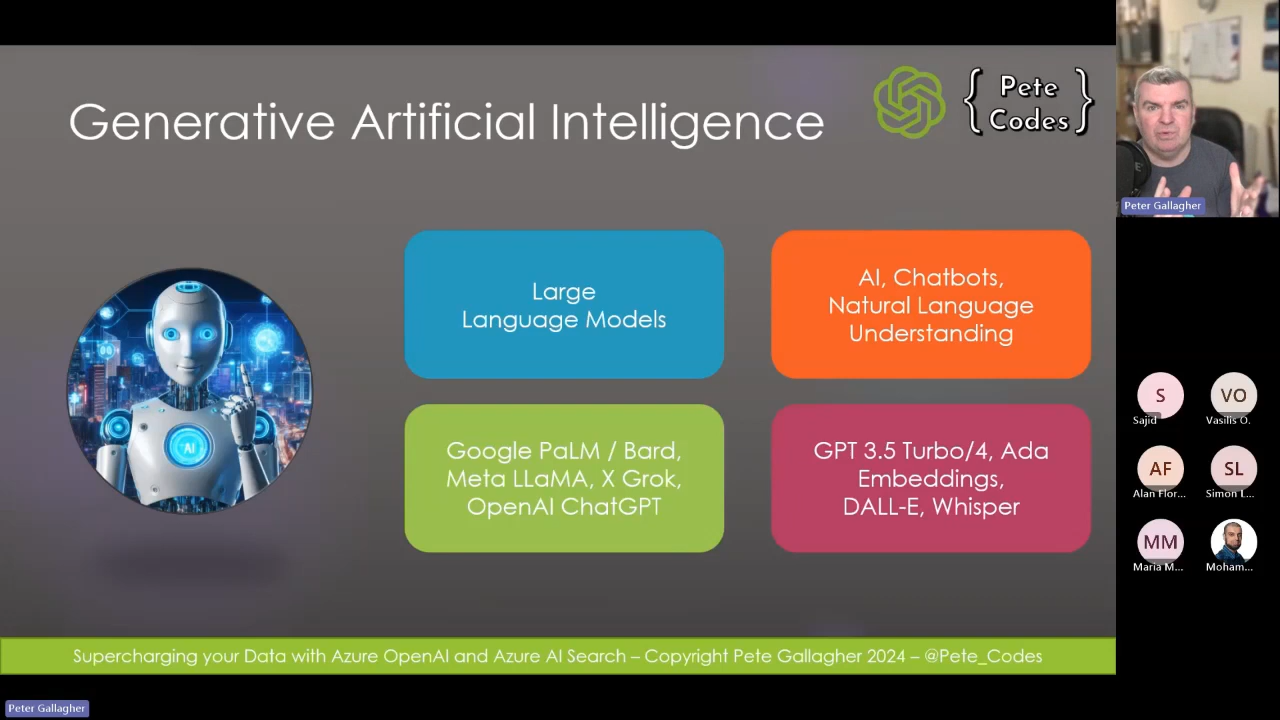 Generative Artificial Intelligence
{ Pete
Codes }
Large
Language Models
AI, Chatbots,
Natural Language
Understanding
Google PaLM / Bard,
Meta LLaMA, X Grok,
OpenAI ChatGPT
GPT 3.5 Turbo/4, Ada
Embeddings,
DALL-E, Whisper
AI
Supercharging your Data with Azure OpenAI and Azure AI Search – Copyright Pete Gallagher 2024 – @Pete_Codes
Peter Gallagher
S
Sajid
VO
Vasilis O.
AF
Alan Flor...
SL
Simon L...
MM
Maria M...
Moham...
Peter Gallagher